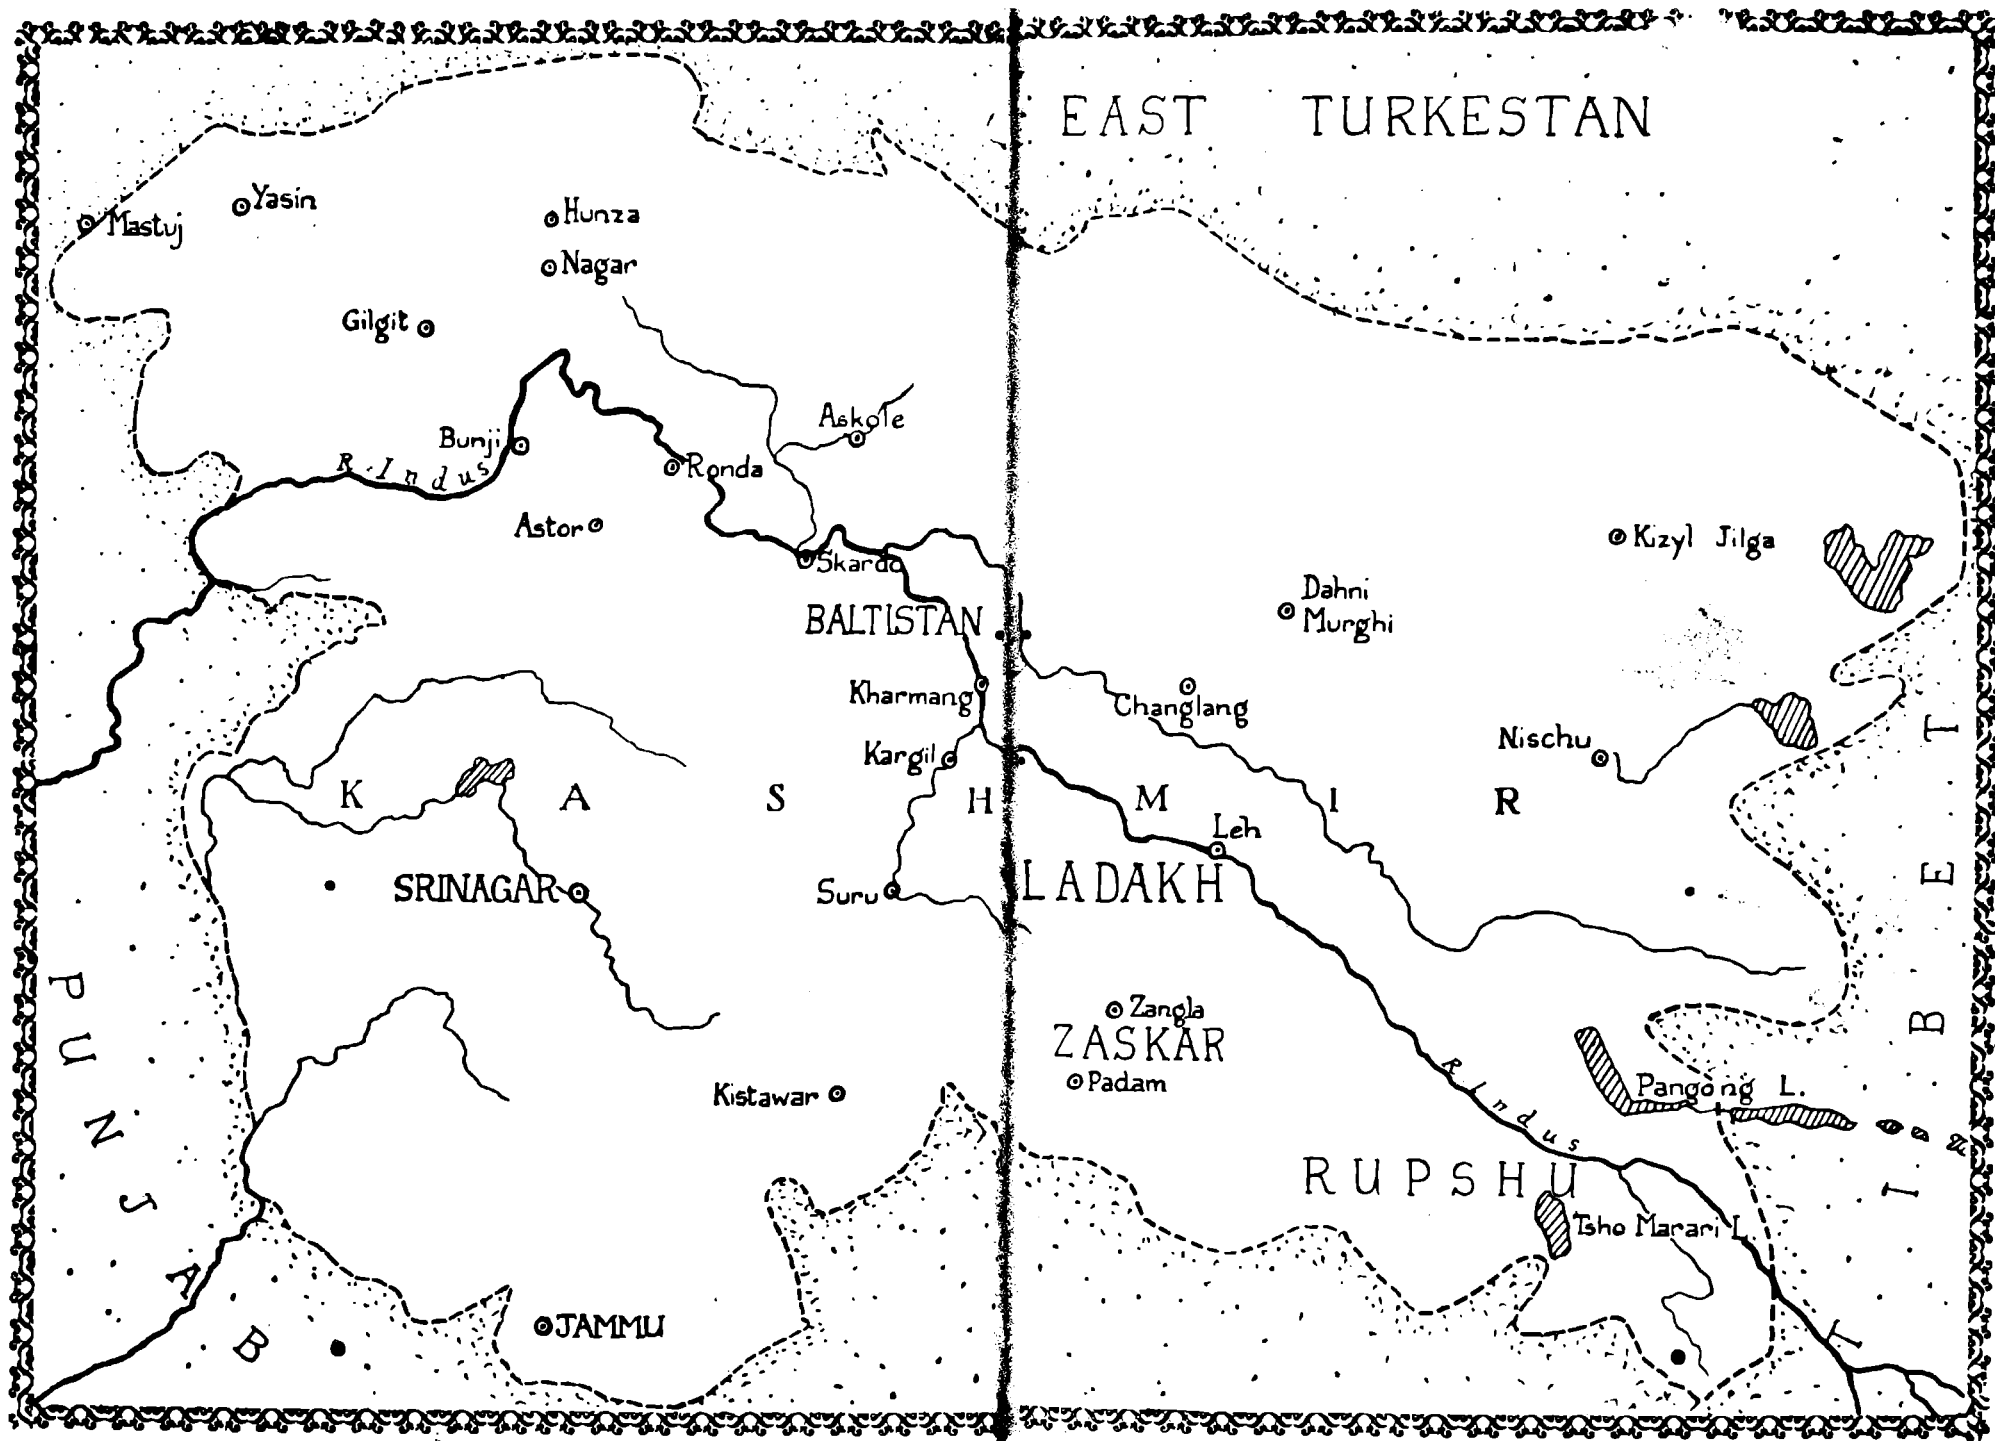 EAST TURKESTAN
Yasin
Mastuj
Hunza
Nagar
Gilgit
Askole
Bunji
R. Indus
Ronda
Astor
Skardo
Kizyl Jilga
Dahni
Murghi
BALTISTAN
Kharmang
Changlang
Kargil
Nischu
KASHMIR
Leh
SRINAGAR
Suru
LADAKH
PUNJAB
TIBET
Zangla
ZASKAR
Padam
Kistawar
R. Indus
Pangong L.
RUPSHU
Tsho Marari L.
JAMMU